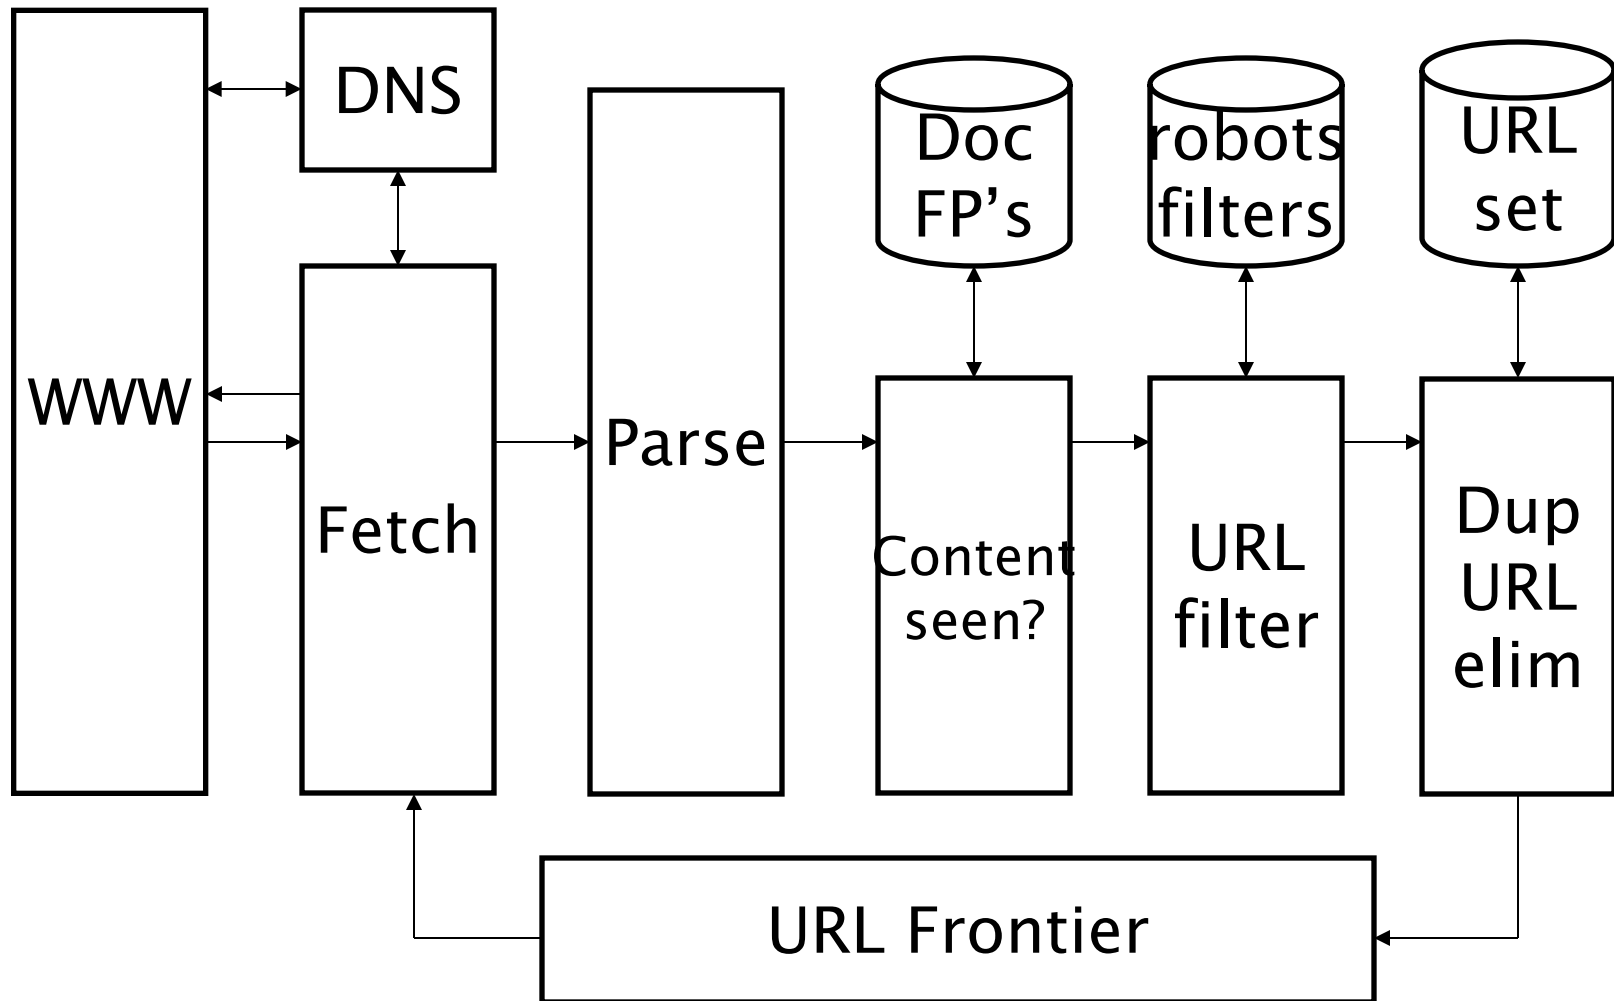 DNS
Doc
FP’s
robots
filters
URL
set
WWW
Fetch
Parse
Content
seen?
URL
filter
Dup
URL
elim
URL Frontier